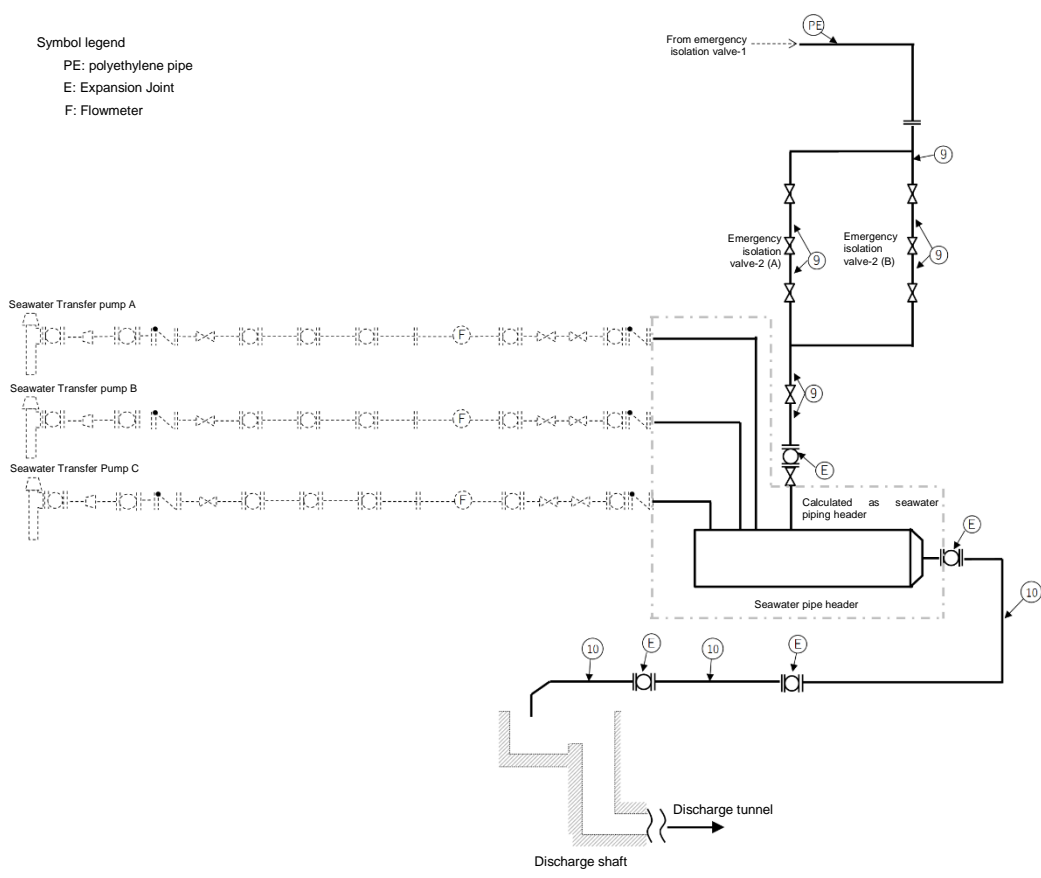 Symbol legend
PE: polyethylene pipe
E: Expansion Joint
F: Flowmeter
From emergency
isolation valve-1
PE
9
Emergency
isolation
valve-2 (A)
9
Emergency
isolation
valve-2 (B)
9
Seawater Transfer pump A
F
Seawater Transfer pump B
F
9
E
Seawater Transfer Pump C
F
Calculated as seawater
piping header
E
Seawater pipe header
10
10
E
10
E
Discharge tunnel
Discharge shaft